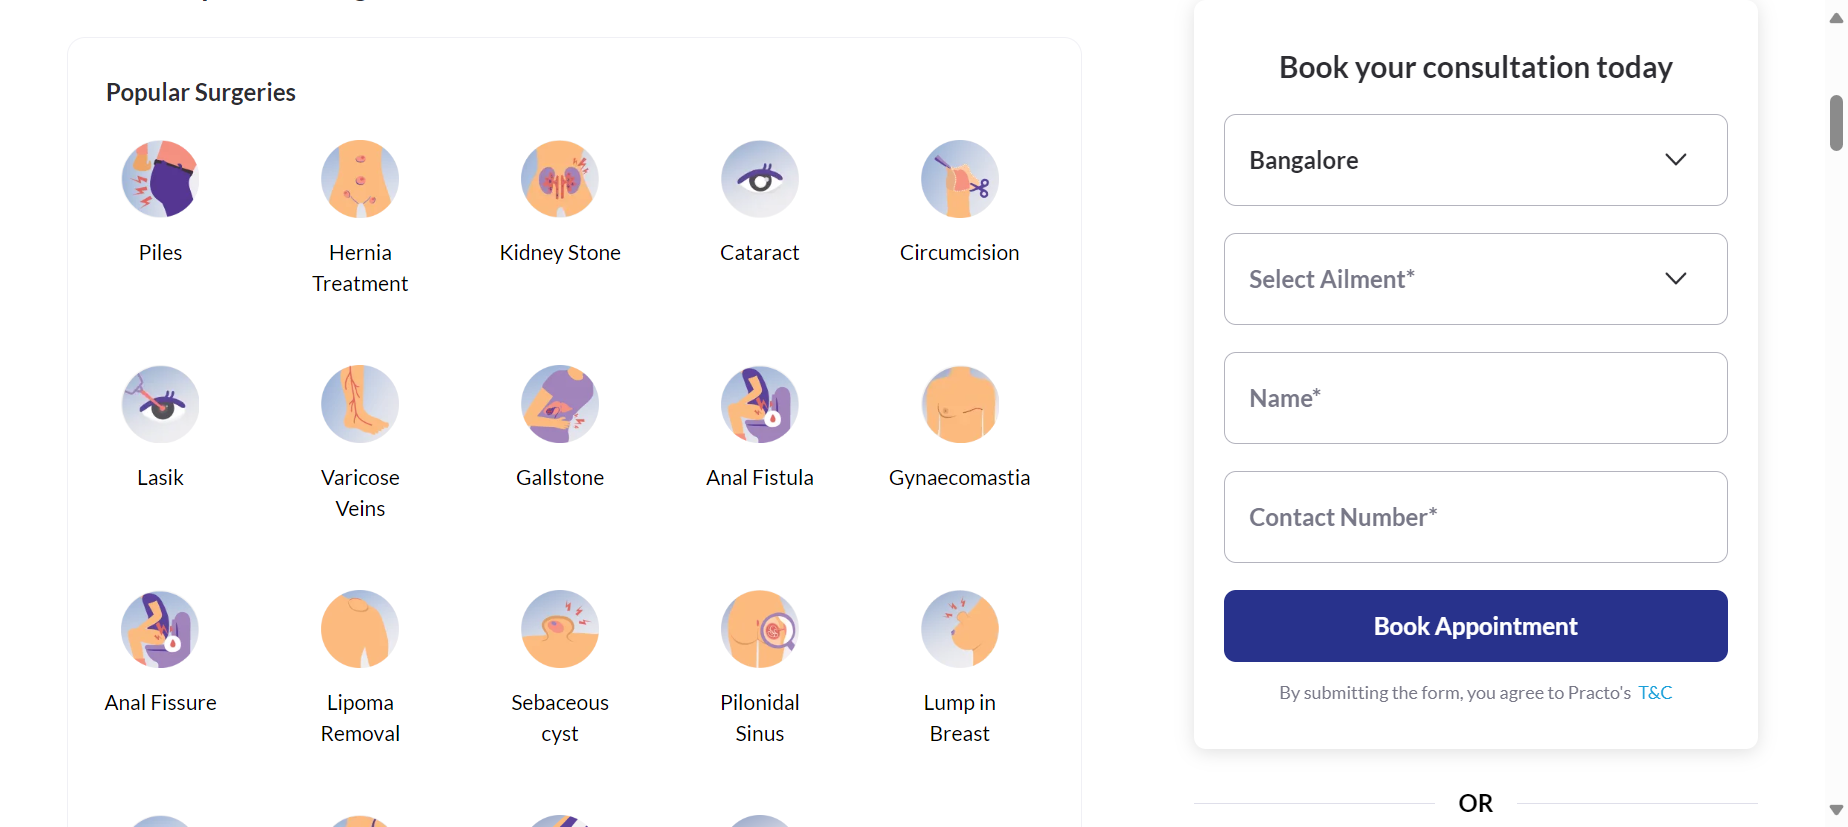 Popular Surgeries
Piles
Hernia
Treatment
Kidney Stone
Cataract
Circumcision
Lasik
Varicose
Veins
Gallstone
Anal Fistula
Gynaecomastia
Anal Fissure
Lipoma
Removal
Sebaceous
cyst
Pilonidal
Sinus
Lump in
Breast
Book your consultation today
Bangalore
Select Ailment*
Name*
Contact Number*
Book Appointment
By submitting the form, you agree to Practo's T&C
OR